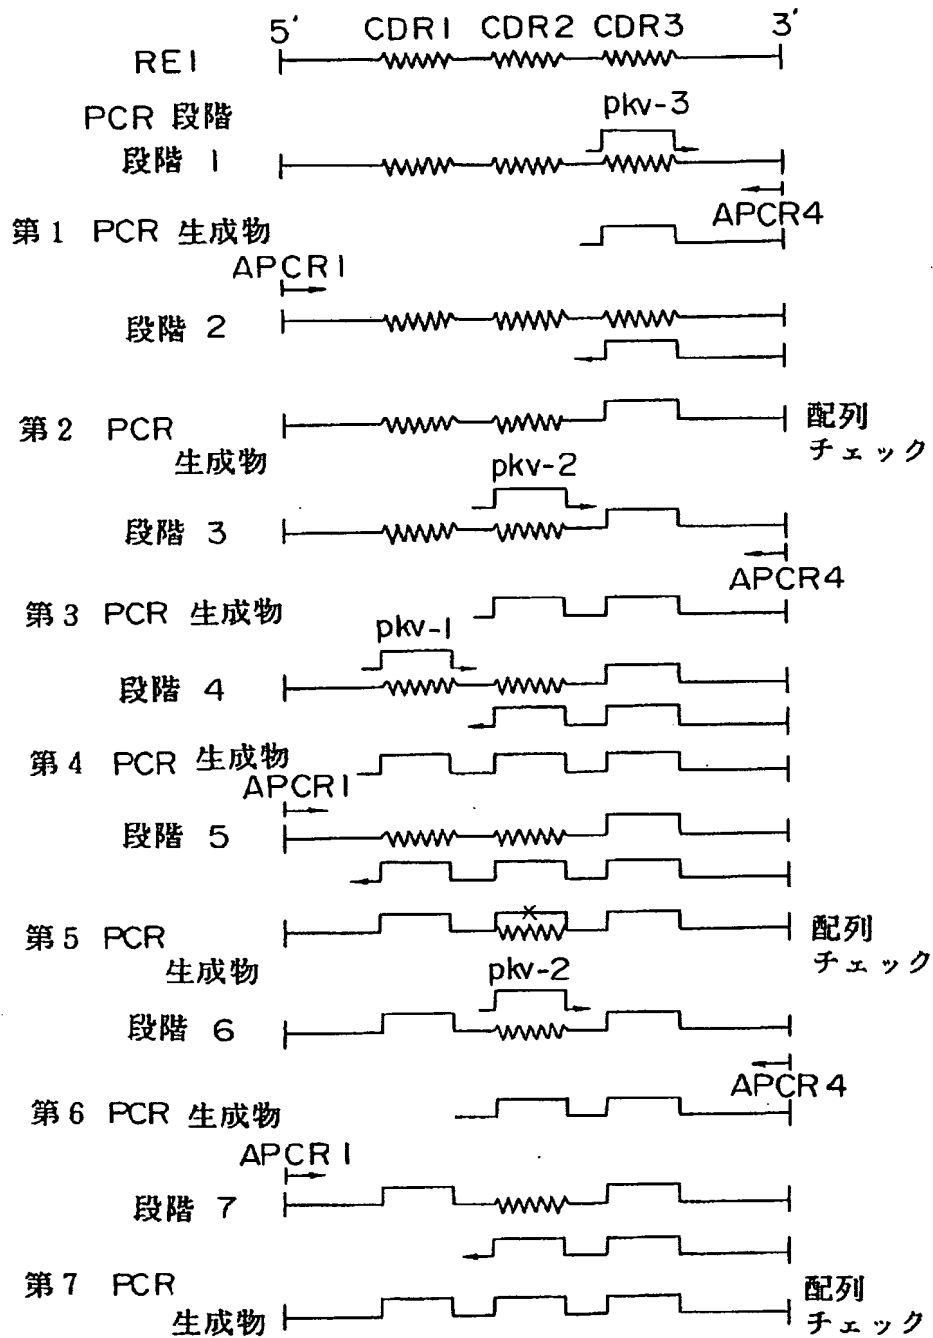 5′ CDR1 CDR2 CDR3 3′
RE1
PCR 段階
pkv-3
段階 1
APCR4
第1 PCR 生成物
APCR1
段階 2
第2 PCR
生成物
配列
チェック
pkv-2
段階 3
APCR4
第3 PCR 生成物
pkv-1
段階 4
第4 PCR 生成物
APCR1
段階 5
×
第5 PCR
生成物
配列
チェック
pkv-2
段階 6
APCR4
第6 PCR 生成物
APCR1
段階 7
第7 PCR
生成物
配列
チェック